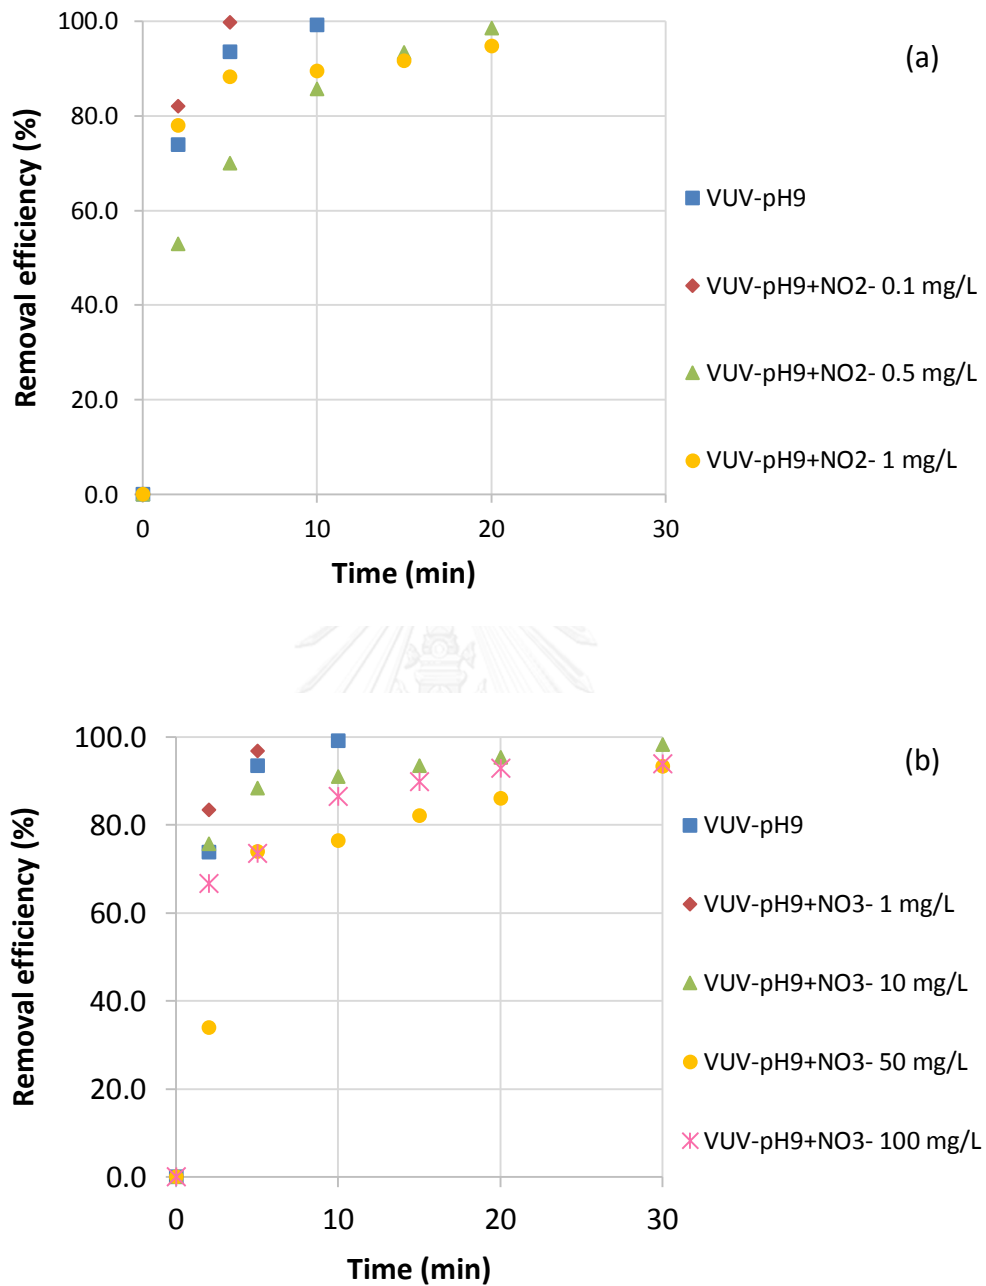 100.0
80.0
60.0
40.0
20.0
0.0
0 10 20 30
Removal efficiency (%)
Time (min)
(a)
VUV-pH9
VUV-pH9+NO2- 0.1 mg/L
VUV-pH9+NO2- 0.5 mg/L
VUV-pH9+NO2- 1 mg/L
100.0
80.0
60.0
40.0
20.0
0.0
0 10 20 30
Removal efficiency (%)
Time (min)
(b)
VUV-pH9
VUV-pH9+NO3- 1 mg/L
VUV-pH9+NO3- 10 mg/L
VUV-pH9+NO3- 50 mg/L
VUV-pH9+NO3- 100 mg/L